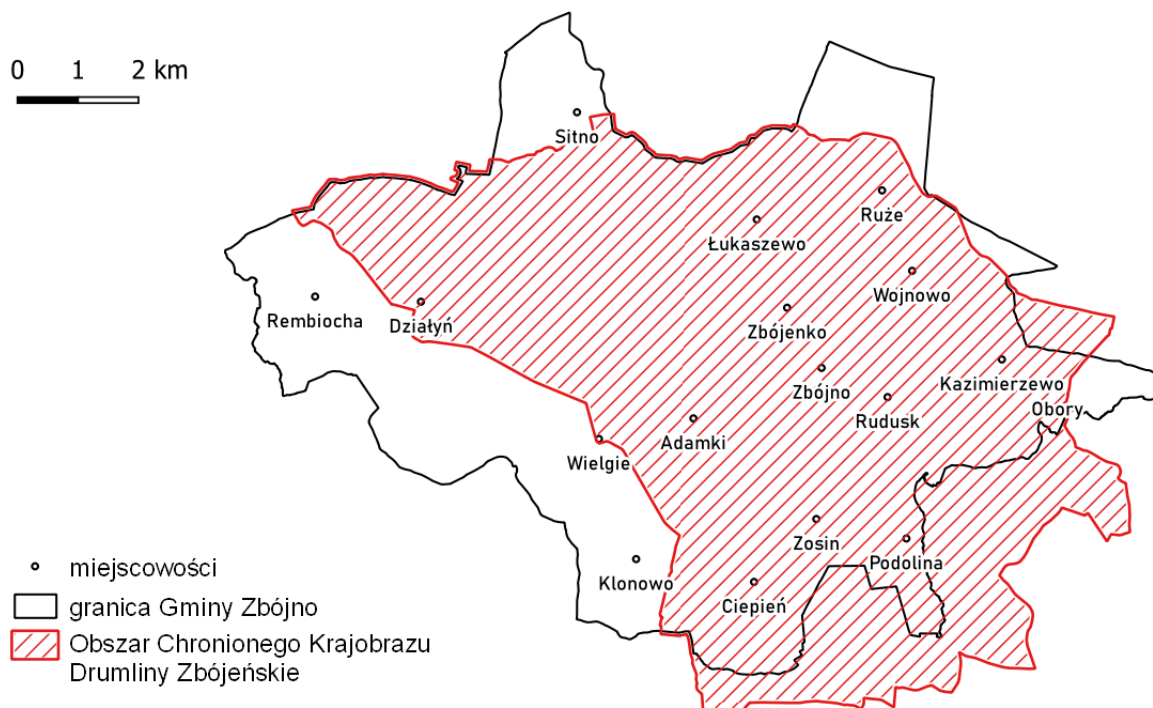 0 1 2 km
Sitno
Ruże
Łukaszewo
Wojnowo
Rembiocha
Działyń
Zbójenko
Zbójno
Kazimierzewo
Rudusk
Obory
Adamki
Wielgie
Zosin
Podolina
Klonowo
Ciepień
miejscowości
granica Gminy Zbójno
Obszar Chronionego Krajobrazu
Drumliny Zbójeńskie